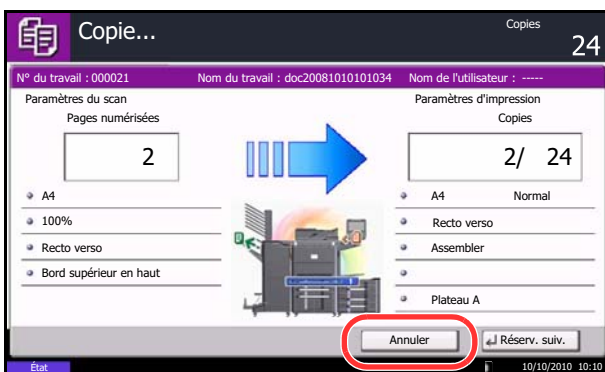 Copie...
Copies
24
N° du travail : 000021 Nom du travail : doc20081010101034 Nom de l'utilisateur : -----
Paramètres du scan
Pages numérisées
2
A4
100%
Recto verso
Bord supérieur en haut
Paramètres d'impression
Copies
2/ 24
A4 Normal
Recto verso
Assembler
Plateau A
Annuler
Réserv. suiv.
État
10/10/2010 10:10